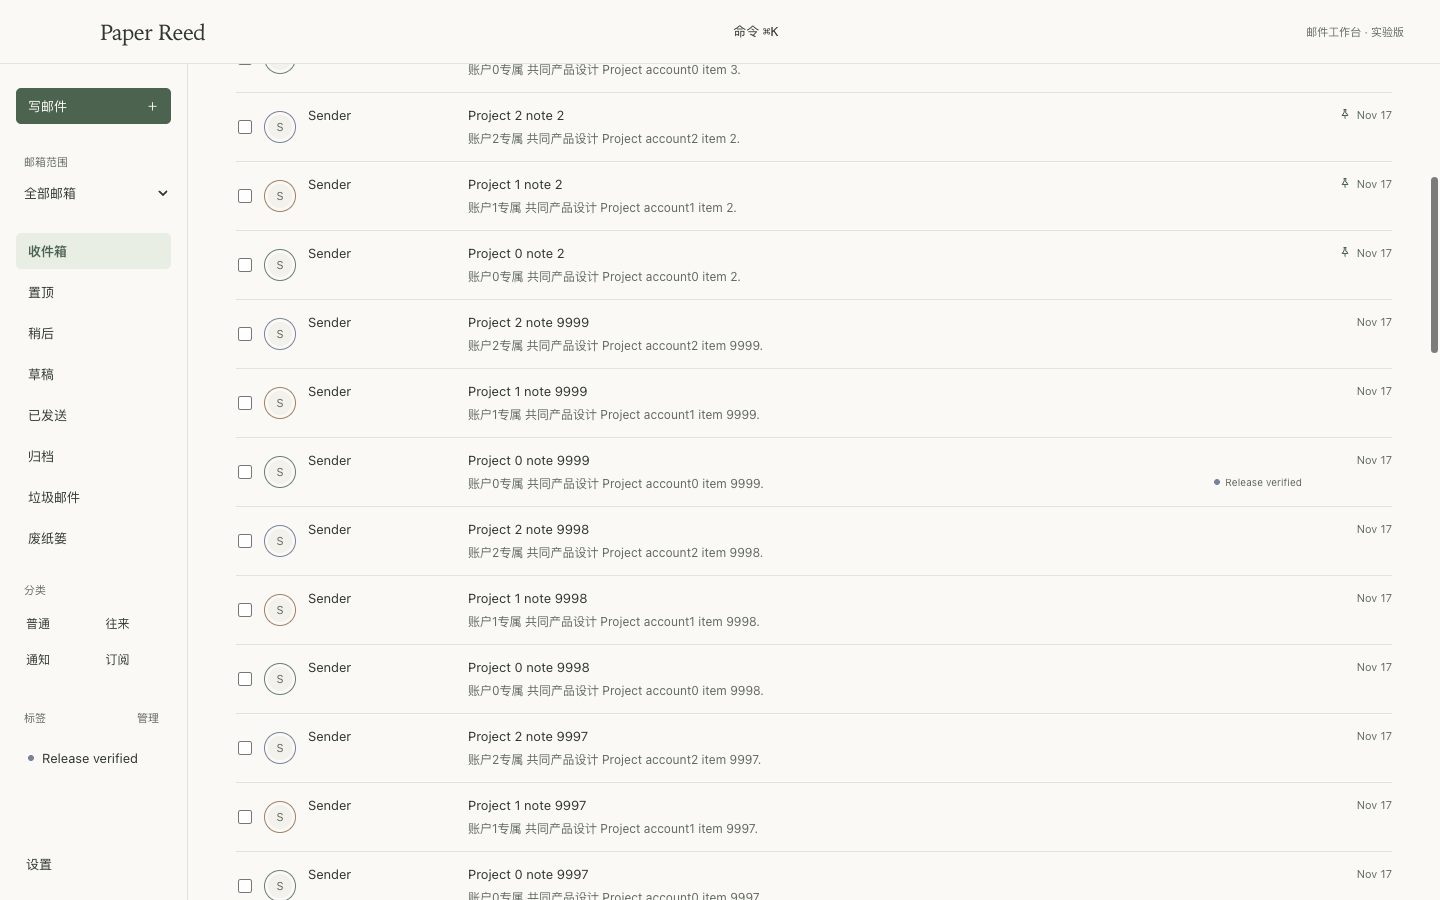 Paper Reed
命令 ⌘K
邮件工作台 · 实验版
写邮件 +
邮箱范围
全部邮箱
收件箱
置顶
稍后
草稿
已发送
归档
垃圾邮件
废纸篓
分类
普通 往来
通知 订阅
标签 管理
Release verified
设置
账户0专属 共同产品设计 Project account0 item 3.
S Sender Project 2 note 2 Nov 17
账户2专属 共同产品设计 Project account2 item 2.
S Sender Project 1 note 2 Nov 17
账户1专属 共同产品设计 Project account1 item 2.
S Sender Project 0 note 2 Nov 17
账户0专属 共同产品设计 Project account0 item 2.
S Sender Project 2 note 9999 Nov 17
账户2专属 共同产品设计 Project account2 item 9999.
S Sender Project 1 note 9999 Nov 17
账户1专属 共同产品设计 Project account1 item 9999.
S Sender Project 0 note 9999 Nov 17
账户0专属 共同产品设计 Project account0 item 9999. Release verified
S Sender Project 2 note 9998 Nov 17
账户2专属 共同产品设计 Project account2 item 9998.
S Sender Project 1 note 9998 Nov 17
账户1专属 共同产品设计 Project account1 item 9998.
S Sender Project 0 note 9998 Nov 17
账户0专属 共同产品设计 Project account0 item 9998.
S Sender Project 2 note 9997 Nov 17
账户2专属 共同产品设计 Project account2 item 9997.
S Sender Project 1 note 9997 Nov 17
账户1专属 共同产品设计 Project account1 item 9997.
S Sender Project 0 note 9997 Nov 17
账户0专属 共同产品设计 Project account0 item 9997